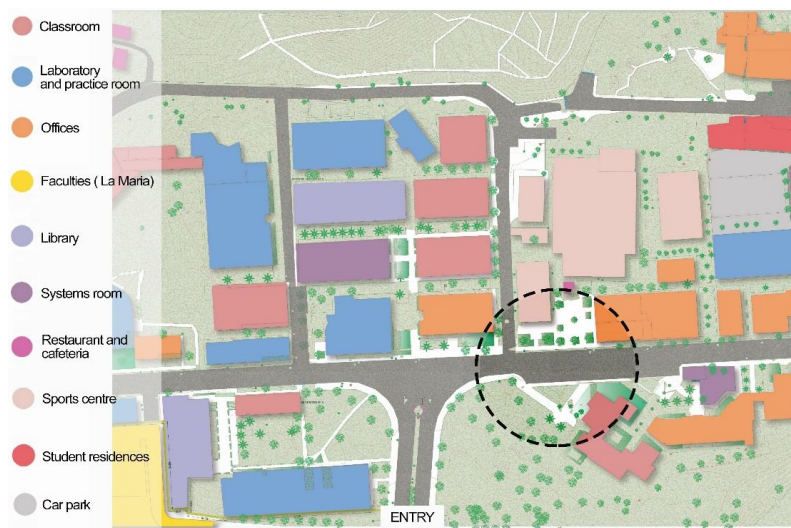 Classroom
Laboratory
and practice room
Offices
Faculties ( La Maria)
Library
Systems room
Restaurant and
cafeteria
Sports centre
Student residences
Car park
ENTRY